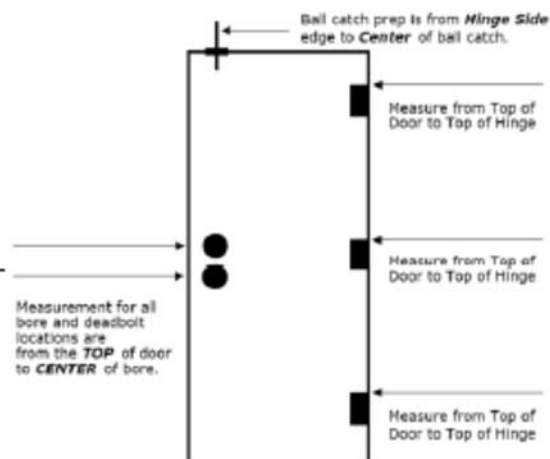 Ball catch prep is from Hinge Side
edge to Center of ball catch.
Measure from Top of
Door to Top of Hinge
Measure from Top of
Door to Top of Hinge
Measurement for all
bore and deadbolt
locations are
from the TOP of door
to CENTER of bore.
Measure from Top of
Door to Top of Hinge